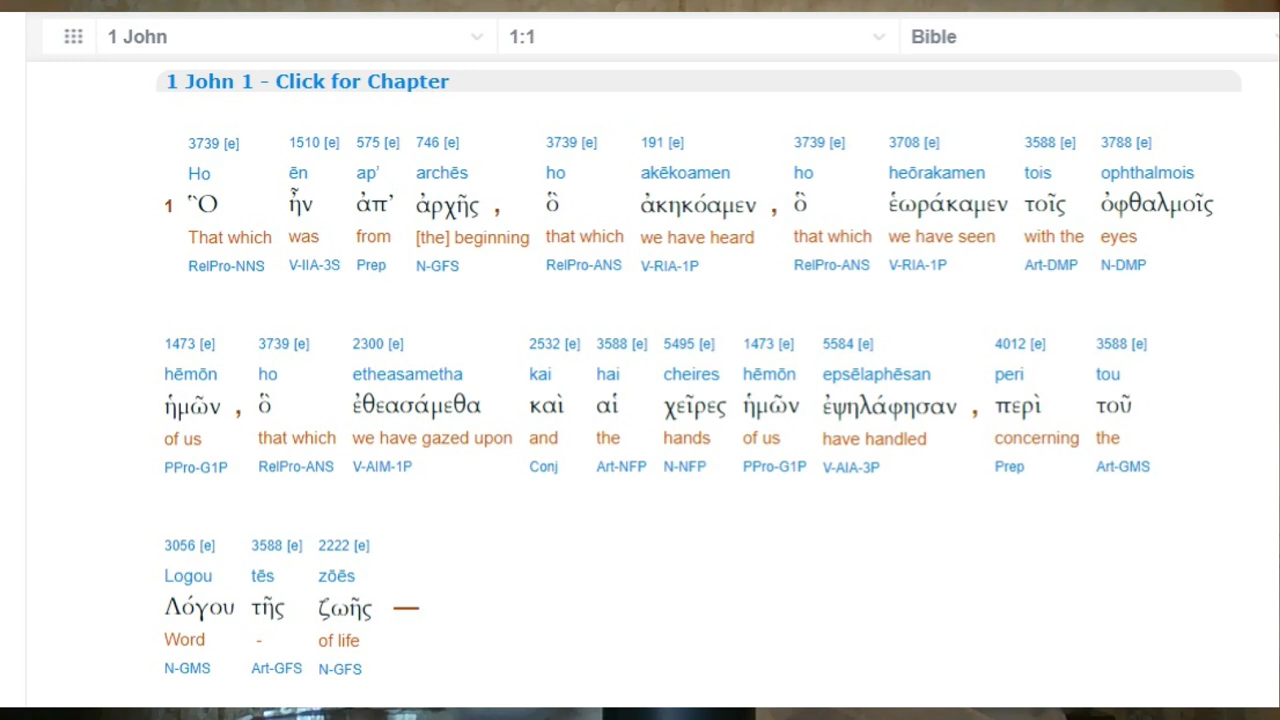 1 John 1:1 Bible
1 John 1 - Click for Chapter
3739 [e] 1510 [e] 575 [e] 746 [e] 3739 [e] 191 [e] 3739 [e] 3708 [e] 3588 [e] 3788 [e]
Ho ēn ap’ archēs ho akēkoamen ho heōrakamen tois ophthalmois
1 Ὃ ἦν ἀπ’ ἀρχῆς , ὃ ἀκηκόαμεν , ὃ ἑωράκαμεν τοῖς ὀφθαλμοῖς
That which was from [the] beginning that which we have heard that which we have seen with the eyes
RelPro-NNS V-IIA-3S Prep N-GFS RelPro-ANS V-RIA-1P RelPro-ANS V-RIA-1P Art-DMP N-DMP
1473 [e] 3739 [e] 2300 [e] 2532 [e] 3588 [e] 5495 [e] 1473 [e] 5584 [e] 4012 [e] 3588 [e]
hēmōn ho etheasametha kai hai cheires hēmōn epsēlaphēsan peri tou
ἡμῶν , ὃ ἐθεασάμεθα καὶ αἱ χεῖρες ἡμῶν ἐψηλάφησαν , περὶ τοῦ
of us that which we have gazed upon and the hands of us have handled concerning the
PPro-G1P RelPro-ANS V-AIM-1P Conj Art-NFP N-NFP PPro-G1P V-AIA-3P Prep Art-GMS
3056 [e] 3588 [e] 2222 [e]
Logou tēs zōēs
Λόγου τῆς ζωῆς —
Word - of life
N-GMS Art-GFS N-GFS